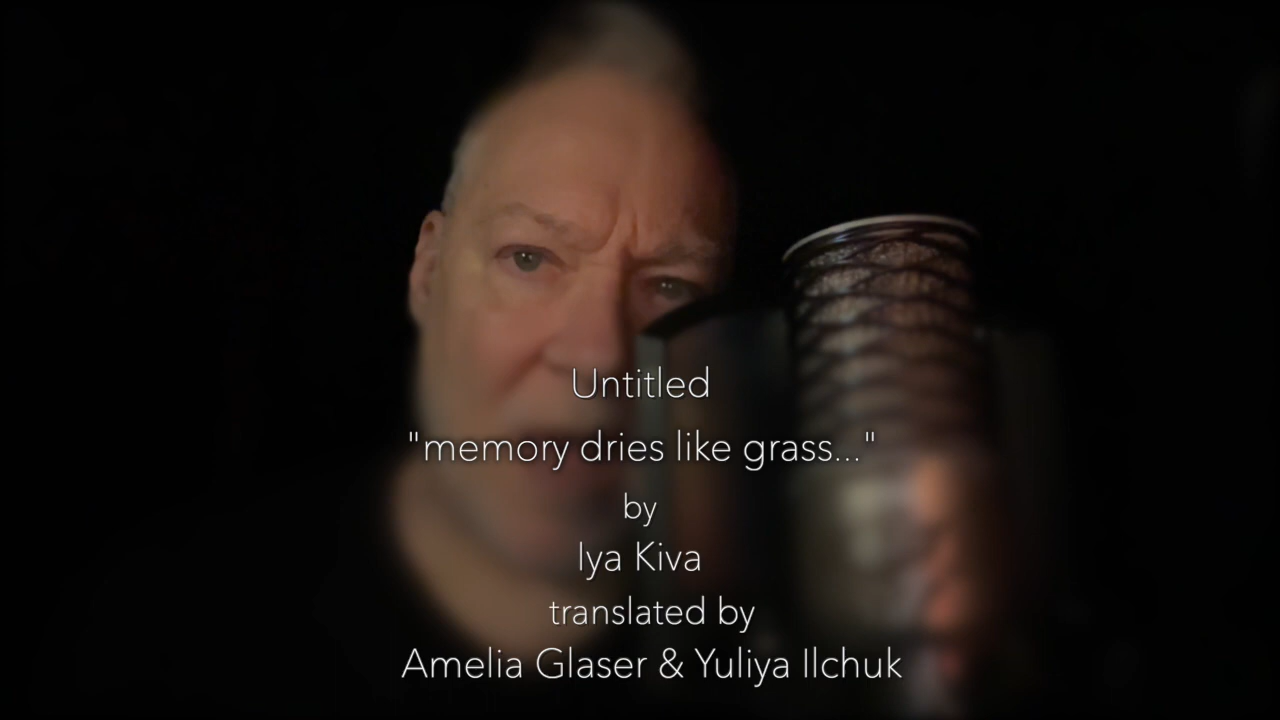 Untitled
"memory dries like grass..."
by
Iya Kiva
translated by
Amelia Glaser & Yuliya Ilchuk